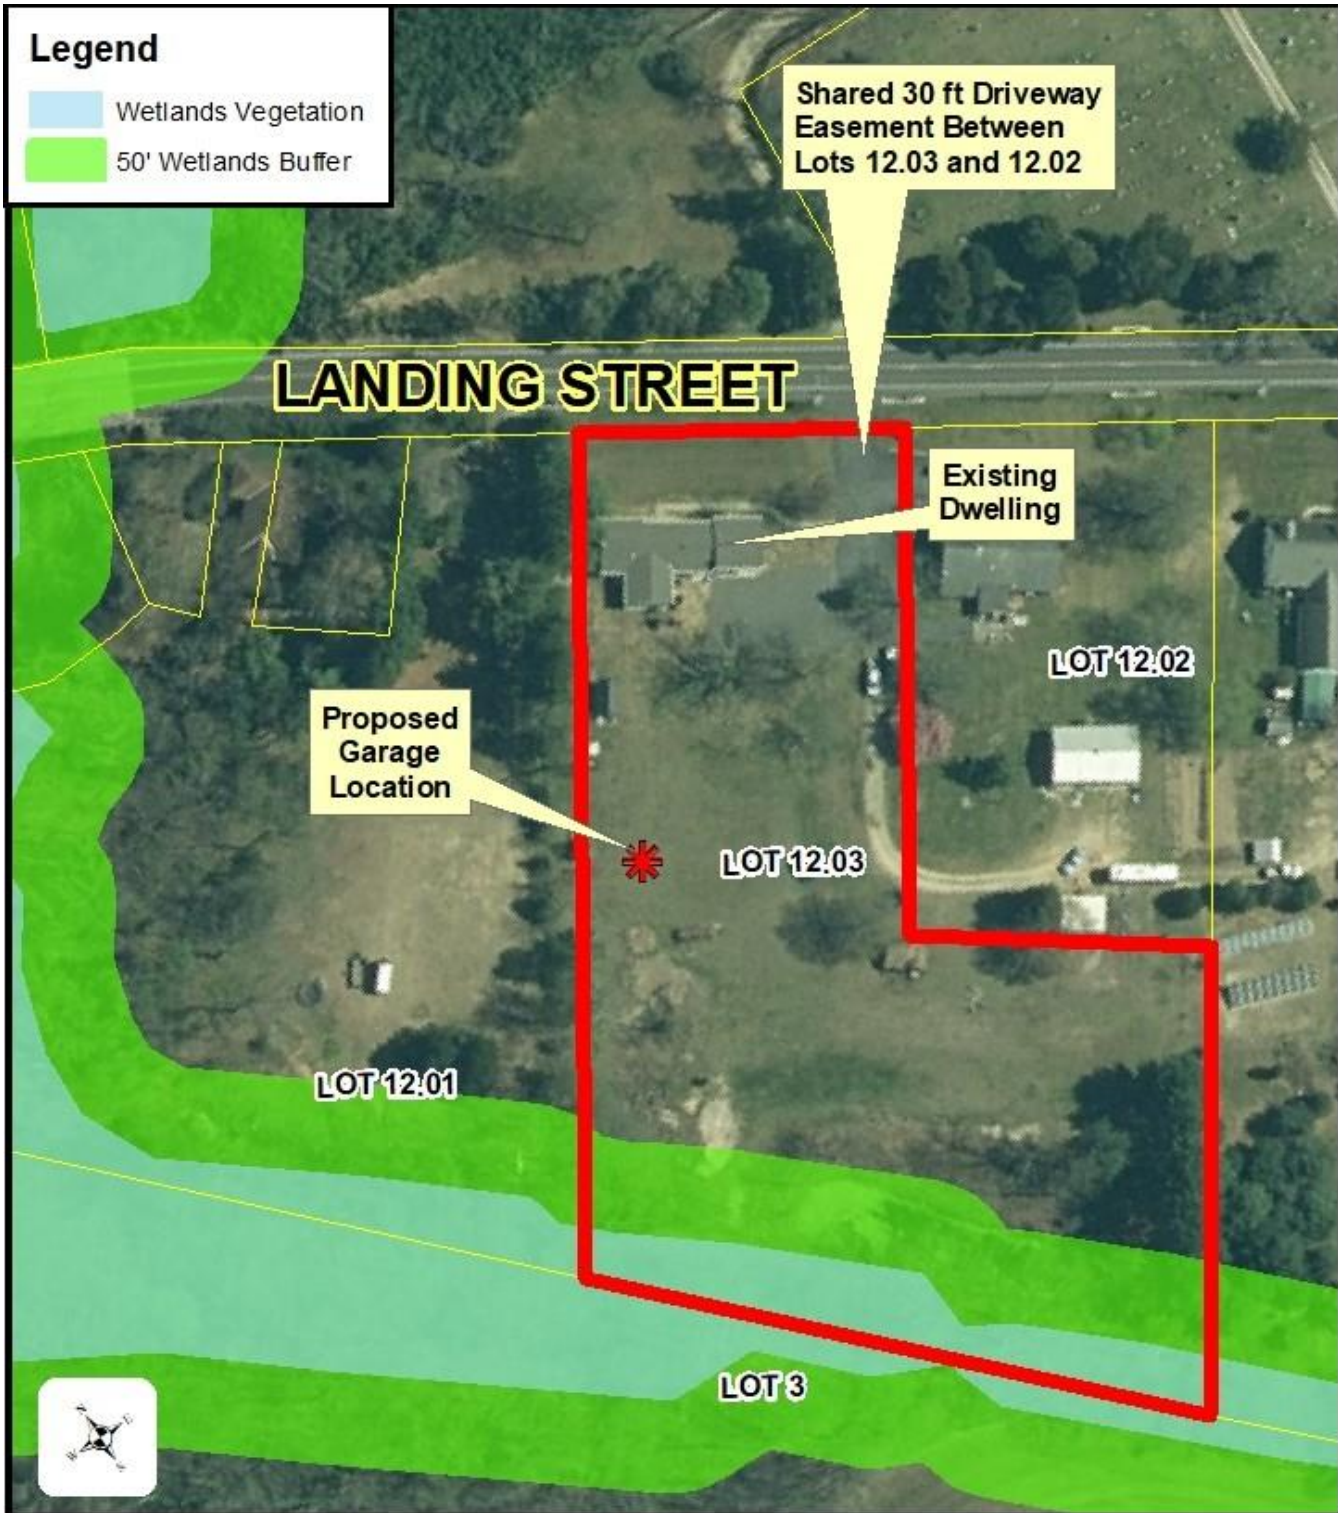 Legend
Wetlands Vegetation
50' Wetlands Buffer
Shared 30 ft Driveway
Easement Between
Lots 12.03 and 12.02
LANDING STREET
Existing
Dwelling
LOT 12.02
Proposed
Garage
Location
LOT 12.03
LOT 12.01
LOT 3